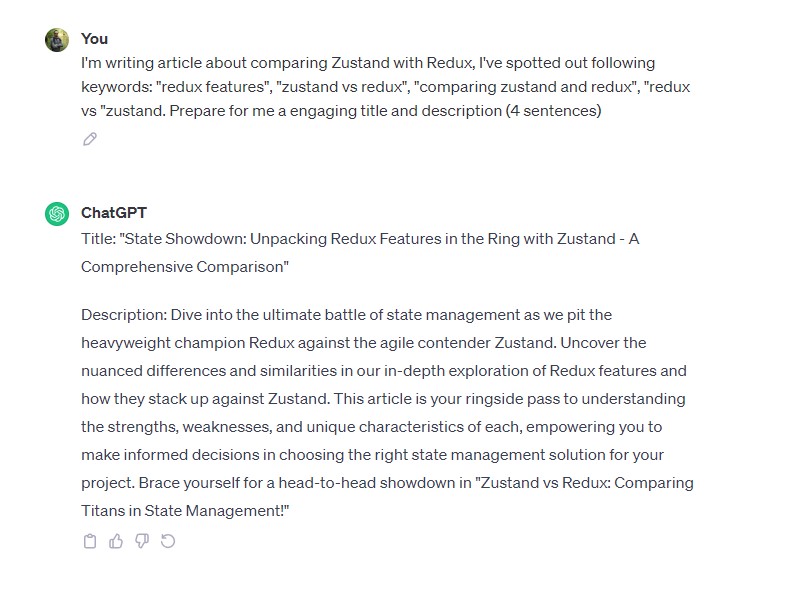 You
I'm writing article about comparing Zustand with Redux, I've spotted out following
keywords: "redux features", "zustand vs redux", "comparing zustand and redux", "redux
vs "zustand. Prepare for me a engaging title and description (4 sentences)
ChatGPT
Title: "State Showdown: Unpacking Redux Features in the Ring with Zustand - A
Comprehensive Comparison"
Description: Dive into the ultimate battle of state management as we pit the
heavyweight champion Redux against the agile contender Zustand. Uncover the
nuanced differences and similarities in our in-depth exploration of Redux features and
how they stack up against Zustand. This article is your ringside pass to understanding
the strengths, weaknesses, and unique characteristics of each, empowering you to
make informed decisions in choosing the right state management solution for your
project. Brace yourself for a head-to-head showdown in "Zustand vs Redux: Comparing
Titans in State Management!"